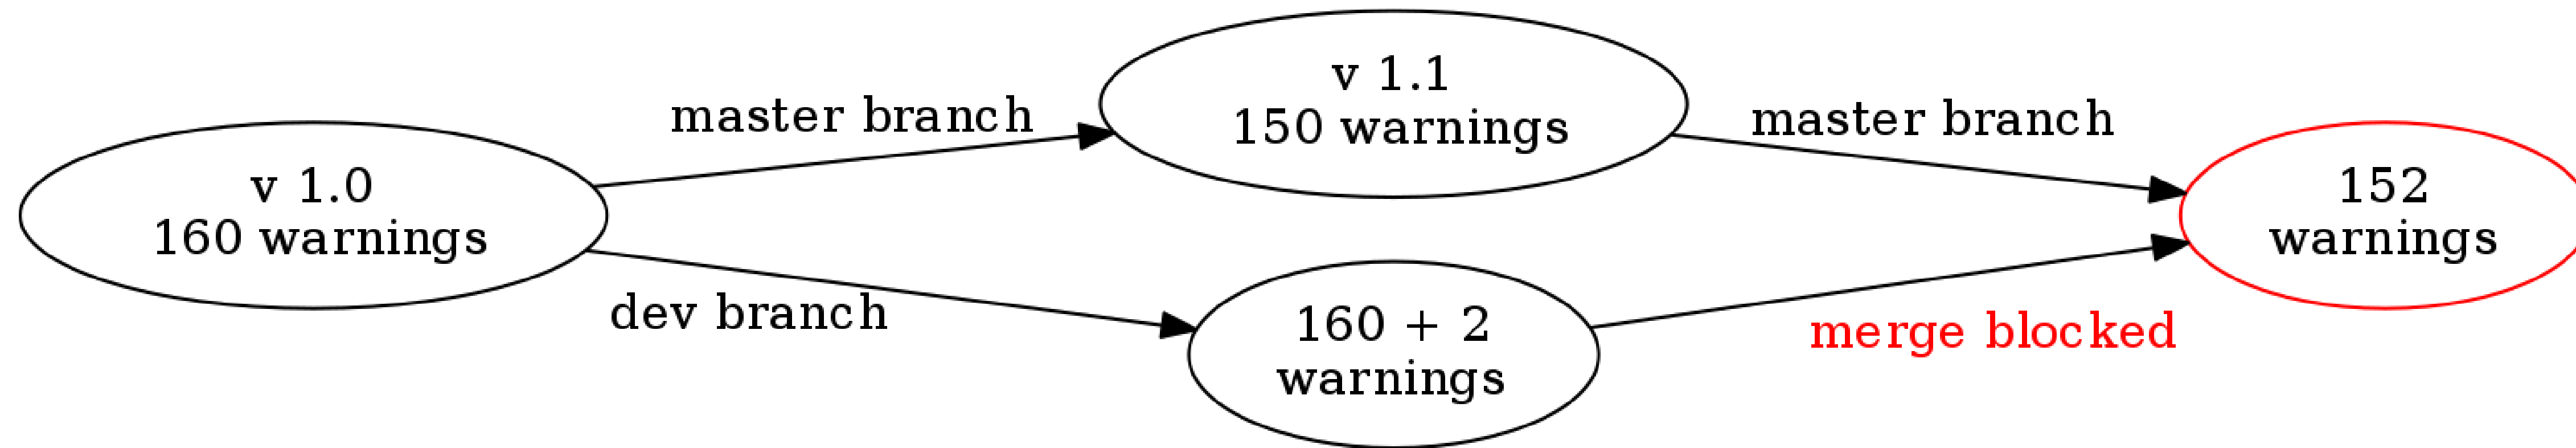 v 1.0
160 warnings
master branch
dev branch
v 1.1
150 warnings
160 + 2
warnings
master branch
merge blocked
152
warnings